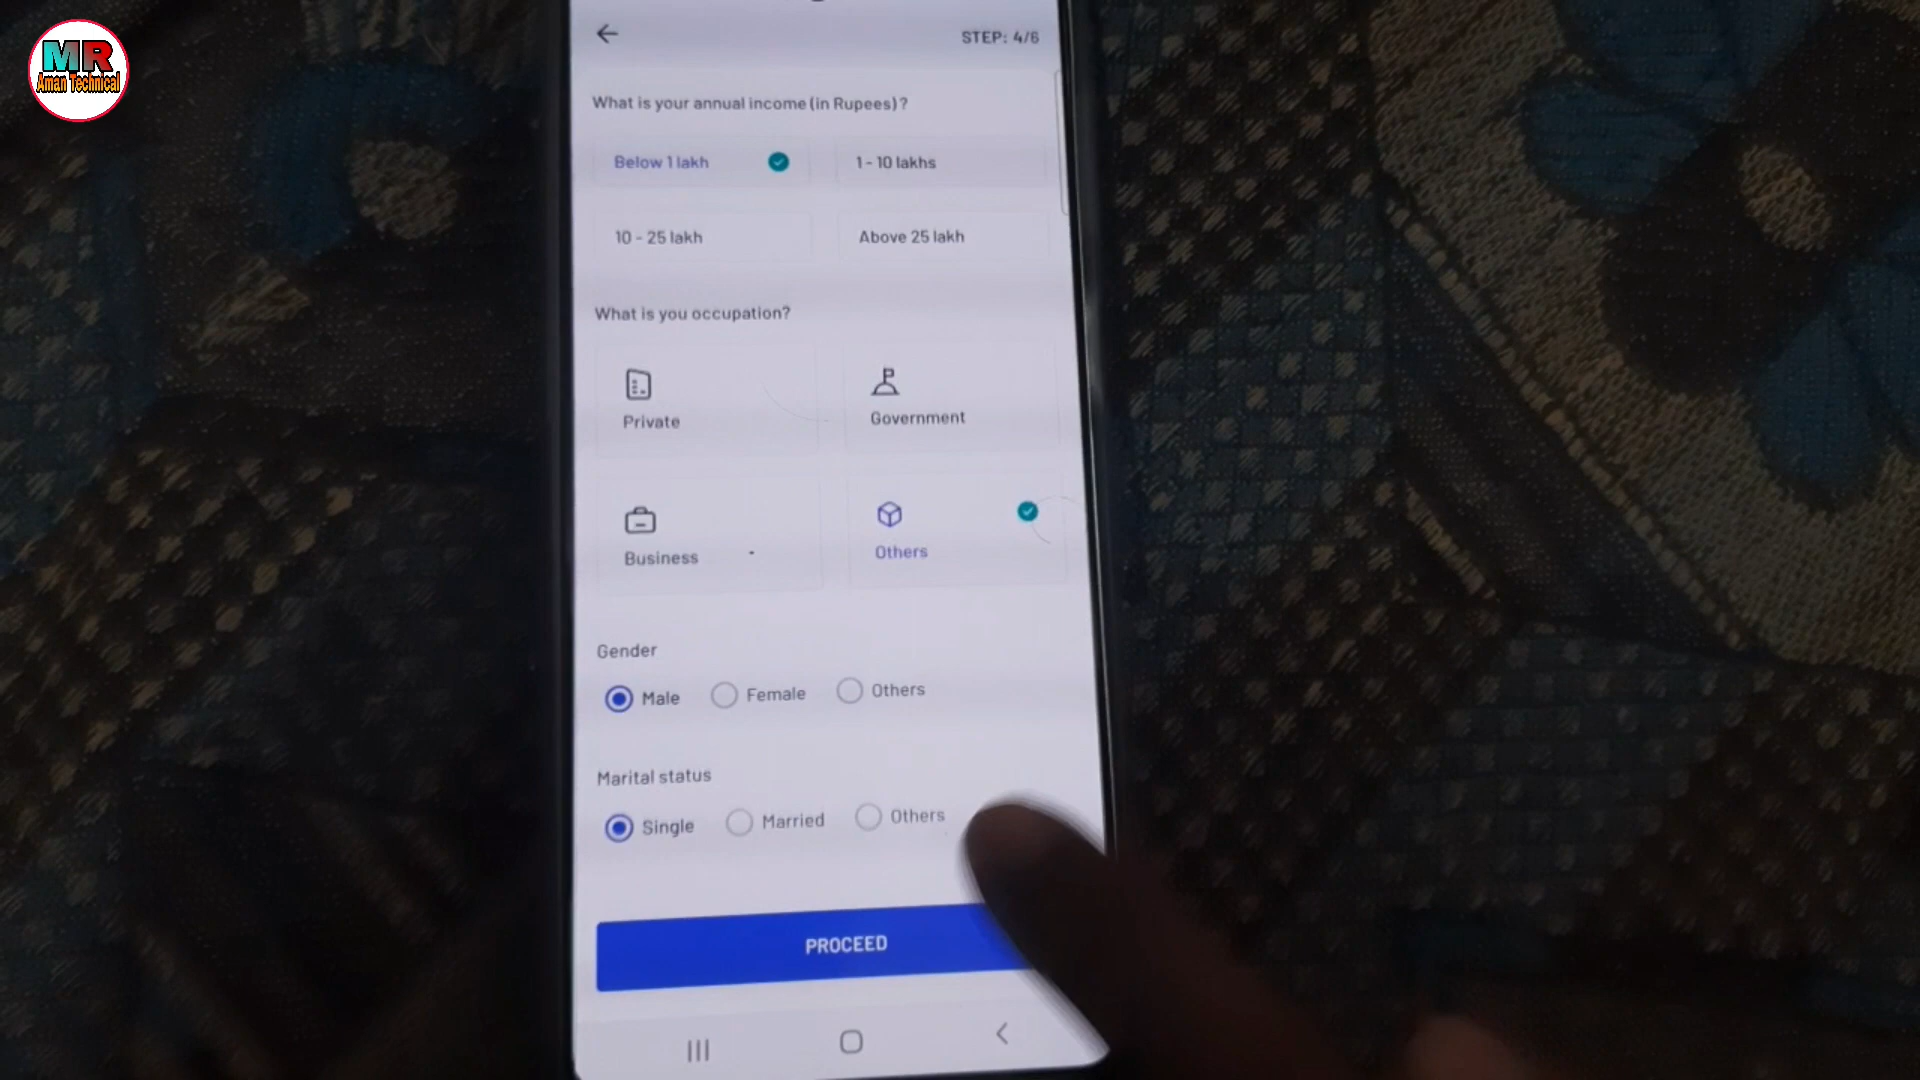 MR
Aman Technical
STEP: 4/6
What is your annual income (in Rupees)?
Below 1 lakh
1 - 10 lakhs
10 - 25 lakh
Above 25 lakh
What is you occupation?
Private
Government
Business
Others
Gender
Male
Female
Others
Marital status
Single
Married
Others
PROCEED